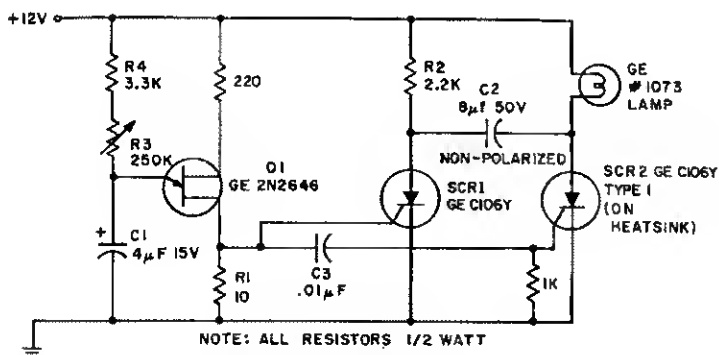 +12V
R4
3.3K
R3
250K
220
Q1
GE 2N2646
C1
4µF 15V
+
R1
10
C3
.01µF
R2
2.2K
C2
8µf 50V
NON-POLARIZED
SCR1
GE C106Y
GE
#1073
LAMP
SCR2 GE C106Y
TYPE 1
(ON
HEATSINK)
1K
NOTE: ALL RESISTORS 1/2 WATT